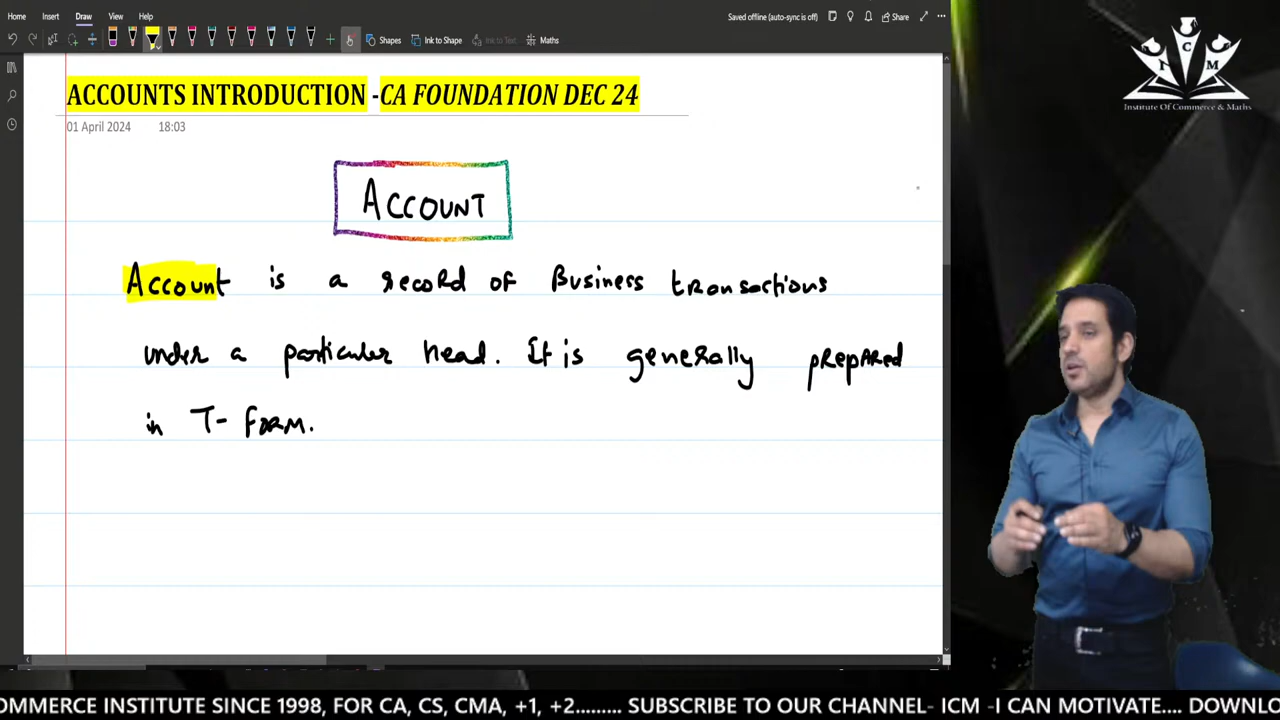 Home Insert Draw View Help
Saved offline (auto-sync is off) Share
Shapes Ink to Shape Ink to Text Maths
ACCOUNTS INTRODUCTION -CA FOUNDATION DEC 24
01 April 2024 18:03
ACCOUNT
Account is a record of Business transactions
under a particular head. It is generally prepared
in T- Form.
I C M
Institute Of Commerce & Maths
OMMERCE INSTITUTE SINCE 1998, FOR CA, CS, CMA, +1, +2......... SUBSCRIBE TO OUR CHANNEL- ICM -I CAN MOTIVATE.... DOWNLO